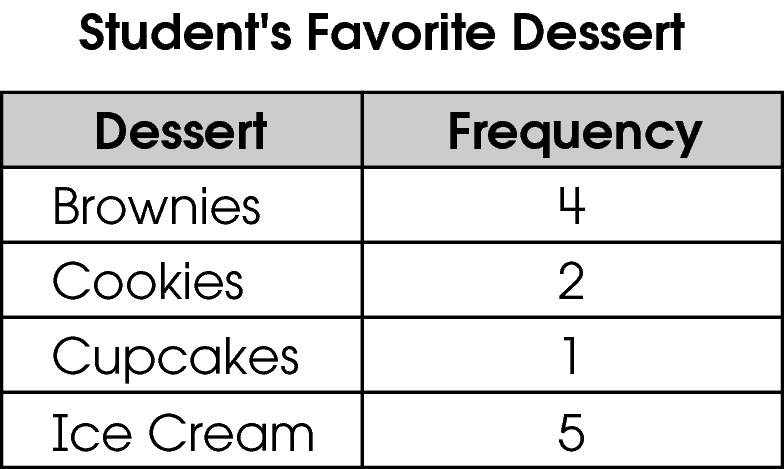 Student's Favorite Dessert
Dessert Frequency
Brownies 4
Cookies 2
Cupcakes 1
Ice Cream 5